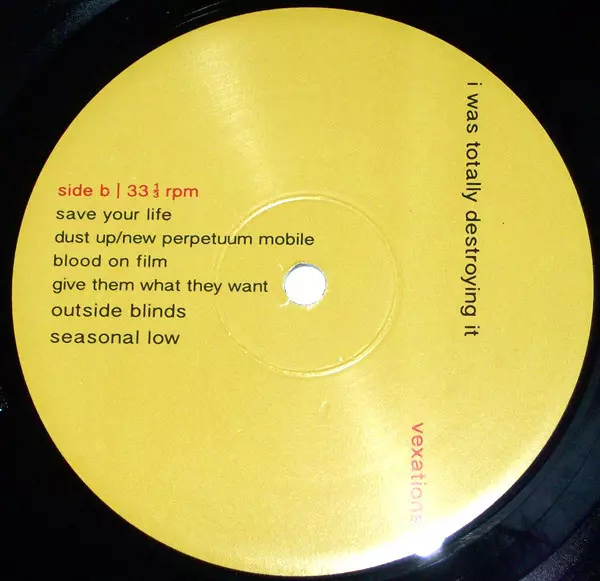 side b | 33 ⅓ rpm
save your life
dust up/new perpetuum mobile
blood on film
give them what they want
outside blinds
seasonal low
i was totally destroying it
vexations